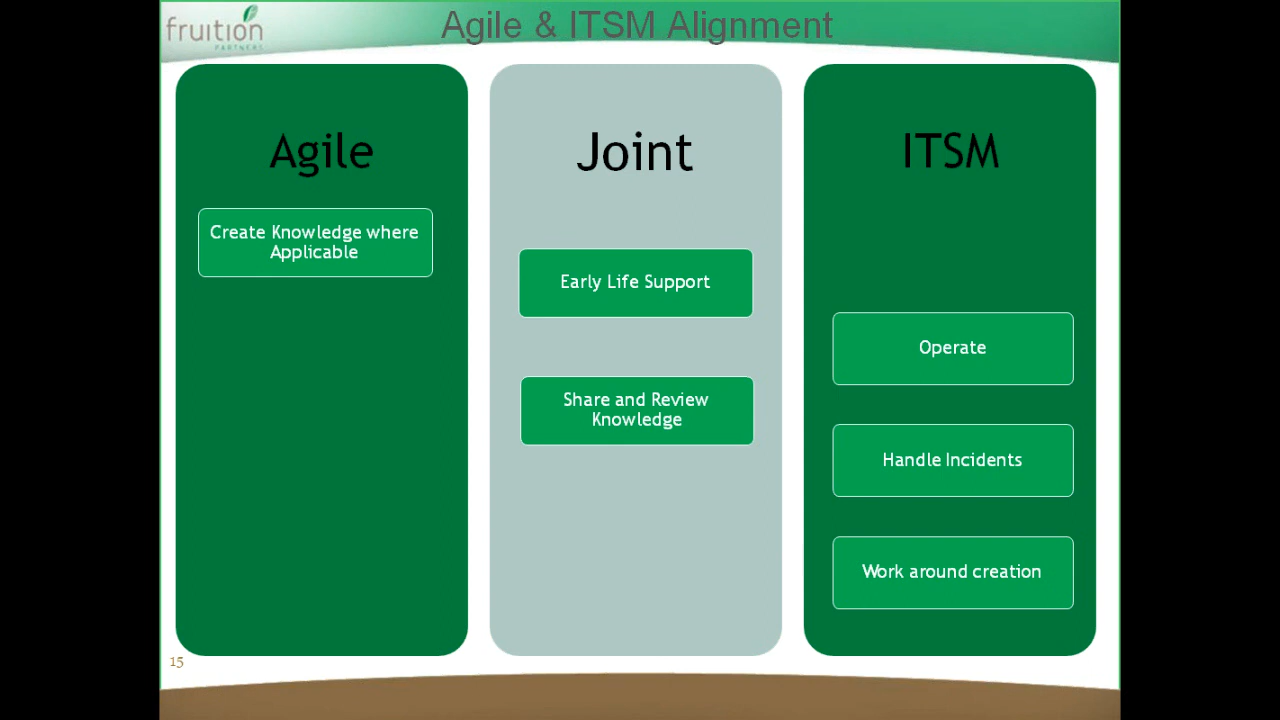 fruition
PARTNERS
Agile & ITSM Alignment
Agile
Create Knowledge where
Applicable
Joint
Early Life Support
Share and Review
Knowledge
ITSM
Operate
Handle Incidents
Work around creation
15